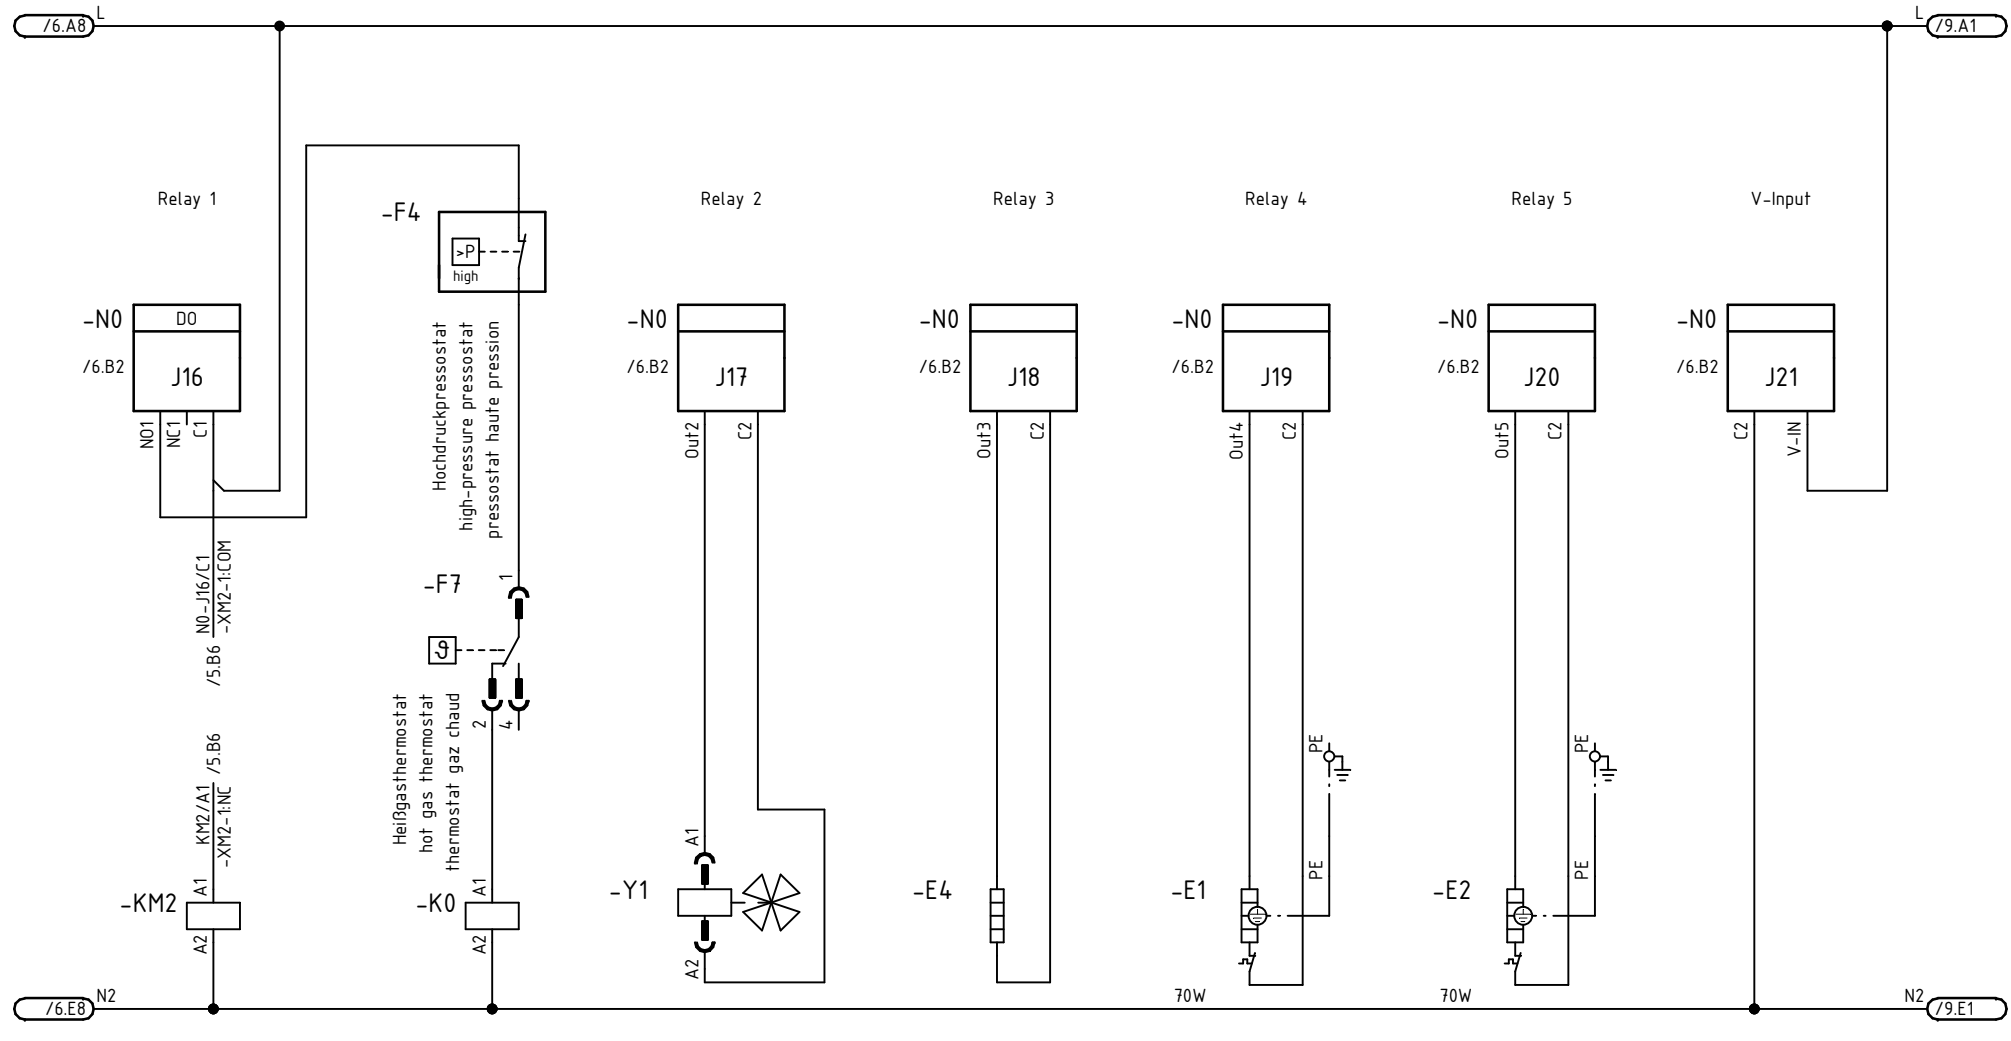 /6.A8 L
L /9.A1
Relay 1
Relay 2
Relay 3
Relay 4
Relay 5
V-Input
-F4
>P
high
-N0
DO
/6.B2
J16
NO1
NC1
C1
-N0
/6.B2
J17
Out2
C2
-N0
/6.B2
J18
Out3
C2
-N0
/6.B2
J19
Out4
C2
-N0
/6.B2
J20
Out5
C2
-N0
/6.B2
J21
C2
V-IN
Hochdruckpressostat
high-pressure pressostat
pressostat haute pression
N0-J16/C1
-XM2-1:COM
/5.B6
-F7
1
ϑ
2
4
Heißgasthermostat
hot gas thermostat
thermostat gaz chaud
/5.B6
KM2/A1
-XM2-1:NC
-KM2
A1
A2
-K0
A1
A2
-Y1
A1
A2
-E4
-E1
PE
PE
70W
-E2
PE
PE
70W
/6.E8 N2
N2 /9.E1